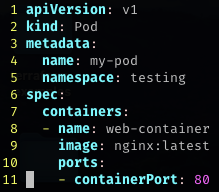 1 apiVersion: v1
2 kind: Pod
3 metadata:
4   name: my-pod
5   namespace: testing
6 spec:
7   containers:
8   - name: web-container
9     image: nginx:latest
10     ports:
11     - containerPort: 80